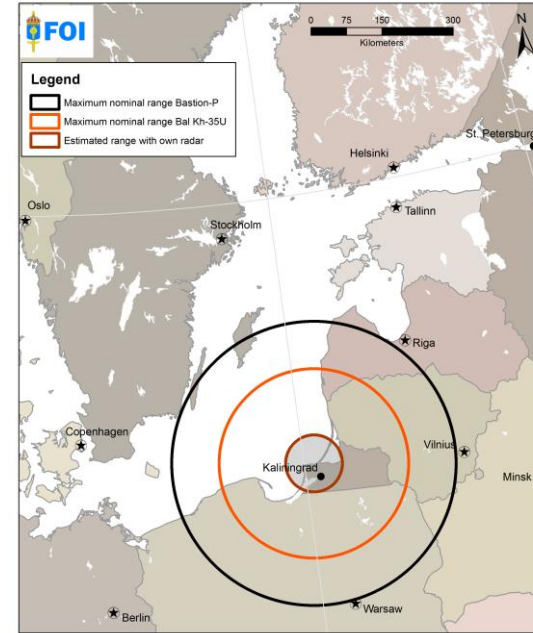 FOI
0 75 150 300
Kilometers
N
Legend
Maximum nominal range Bastion-P
Maximum nominal range Bal Kh-35U
Estimated range with own radar
St. Petersburg
Helsinki
Oslo
Tallinn
Stockholm
Riga
Copenhagen
Vilnius
Kaliningrad
Minsk
Warsaw
Berlin